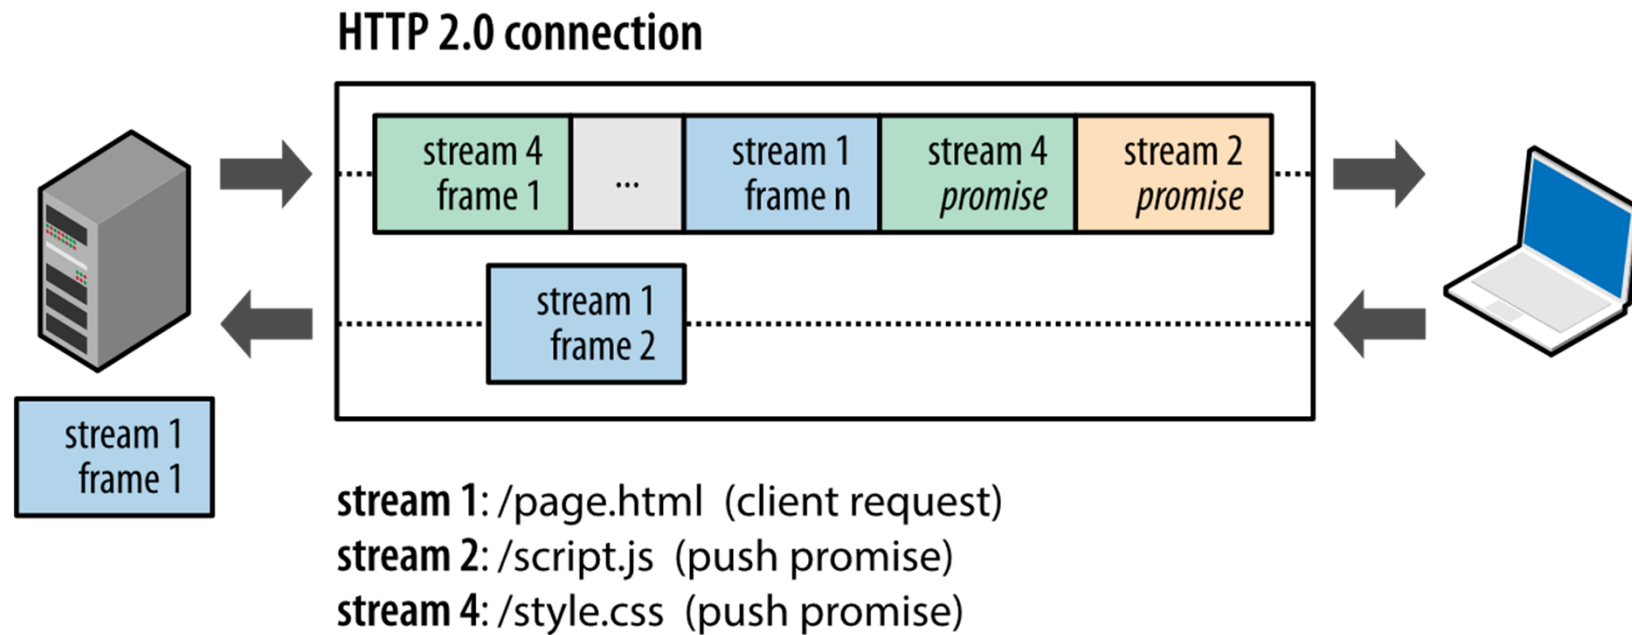 HTTP 2.0 connection
stream 4
frame 1
...
stream 1
frame n
stream 4
promise
stream 2
promise
stream 1
frame 2
stream 1
frame 1
stream 1: /page.html (client request)
stream 2: /script.js (push promise)
stream 4: /style.css (push promise)